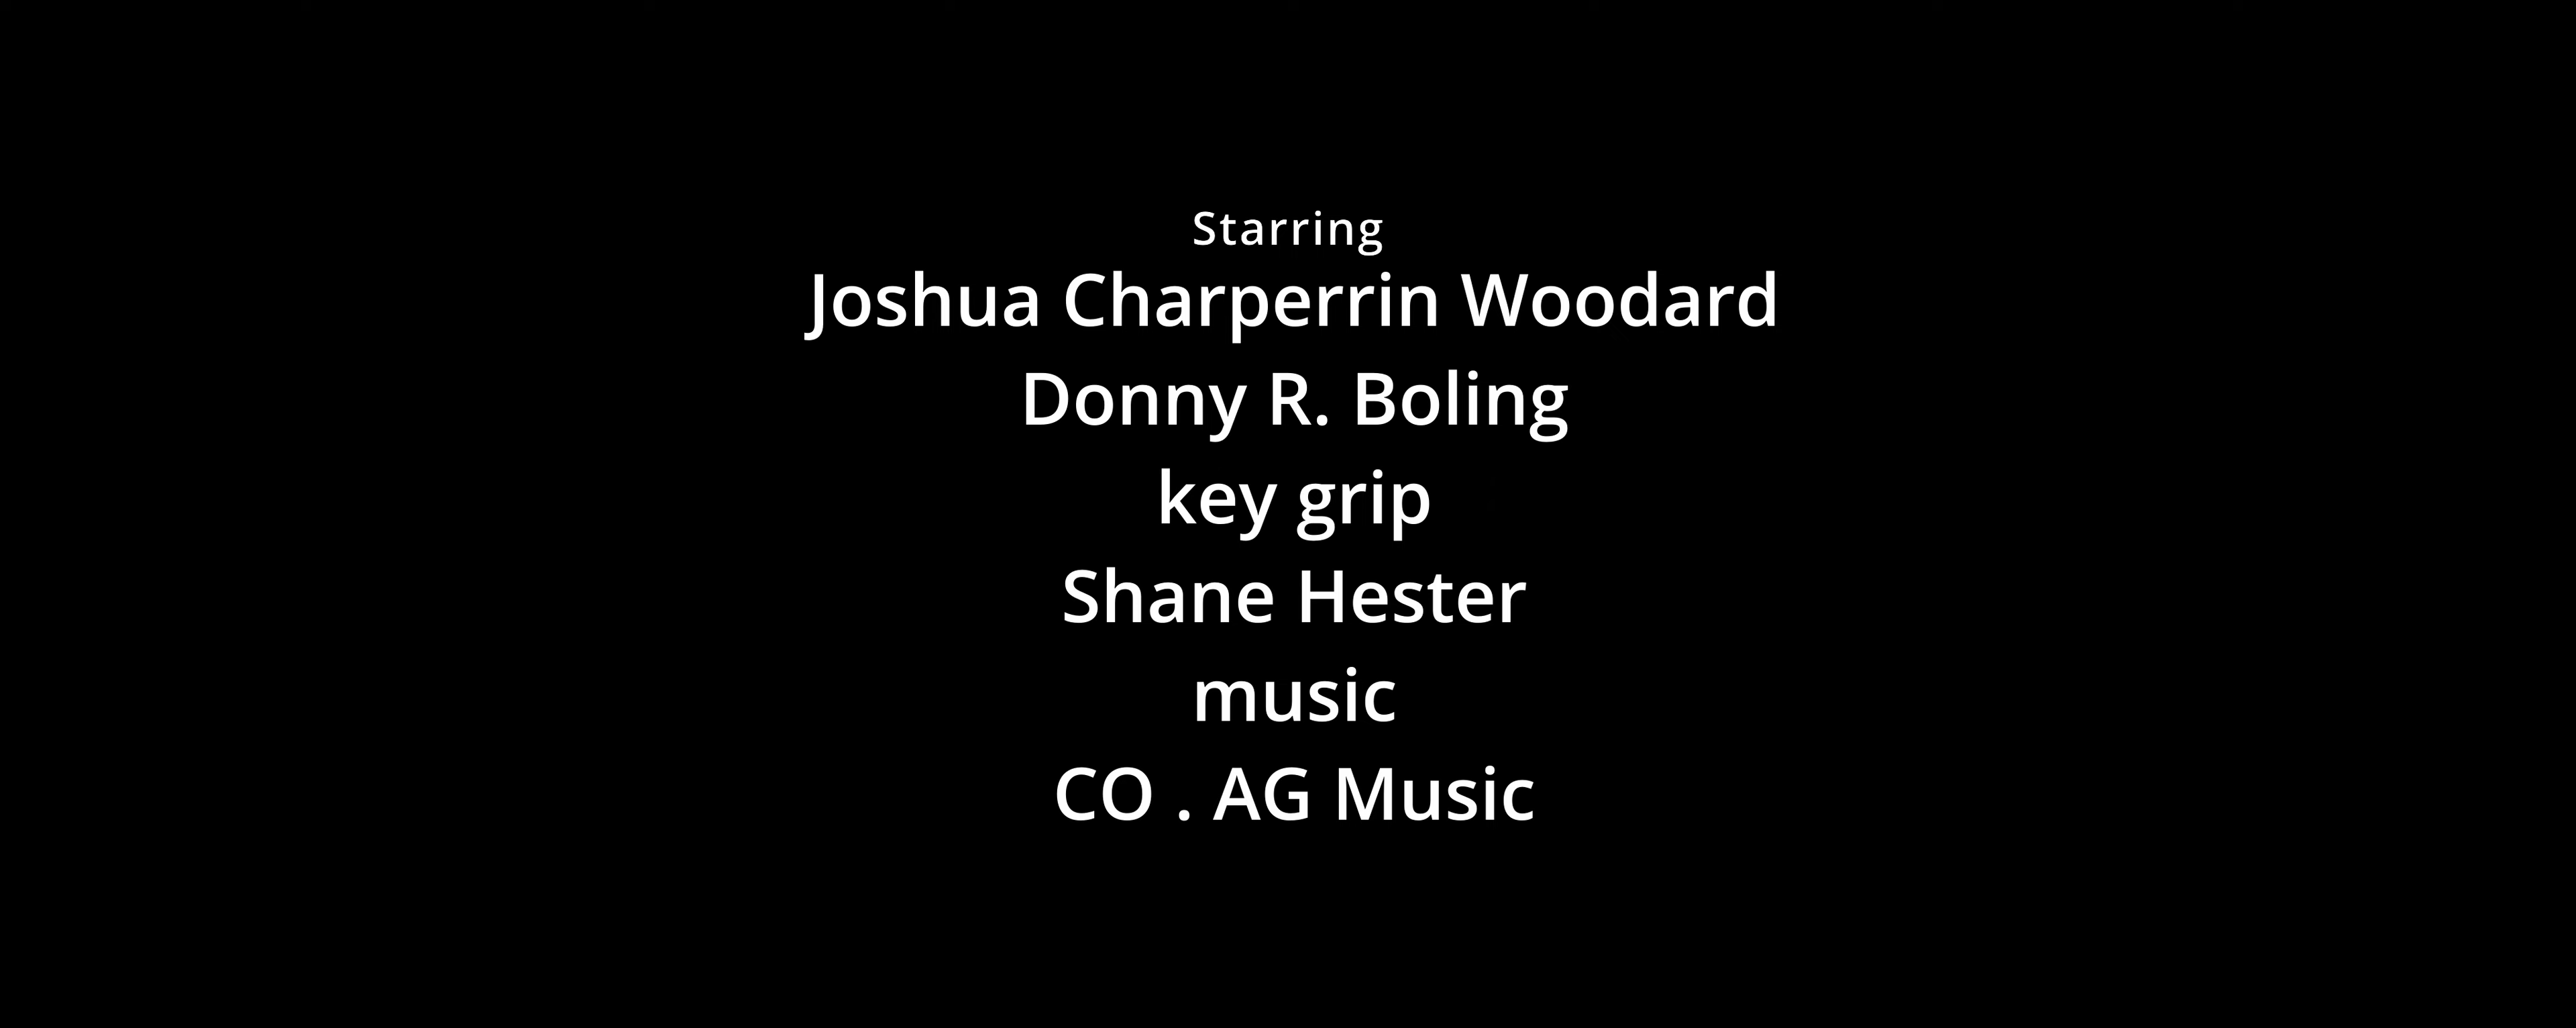 Starring
Joshua Charperrin Woodard
Donny R. Boling
key grip
Shane Hester
music
CO . AG Music